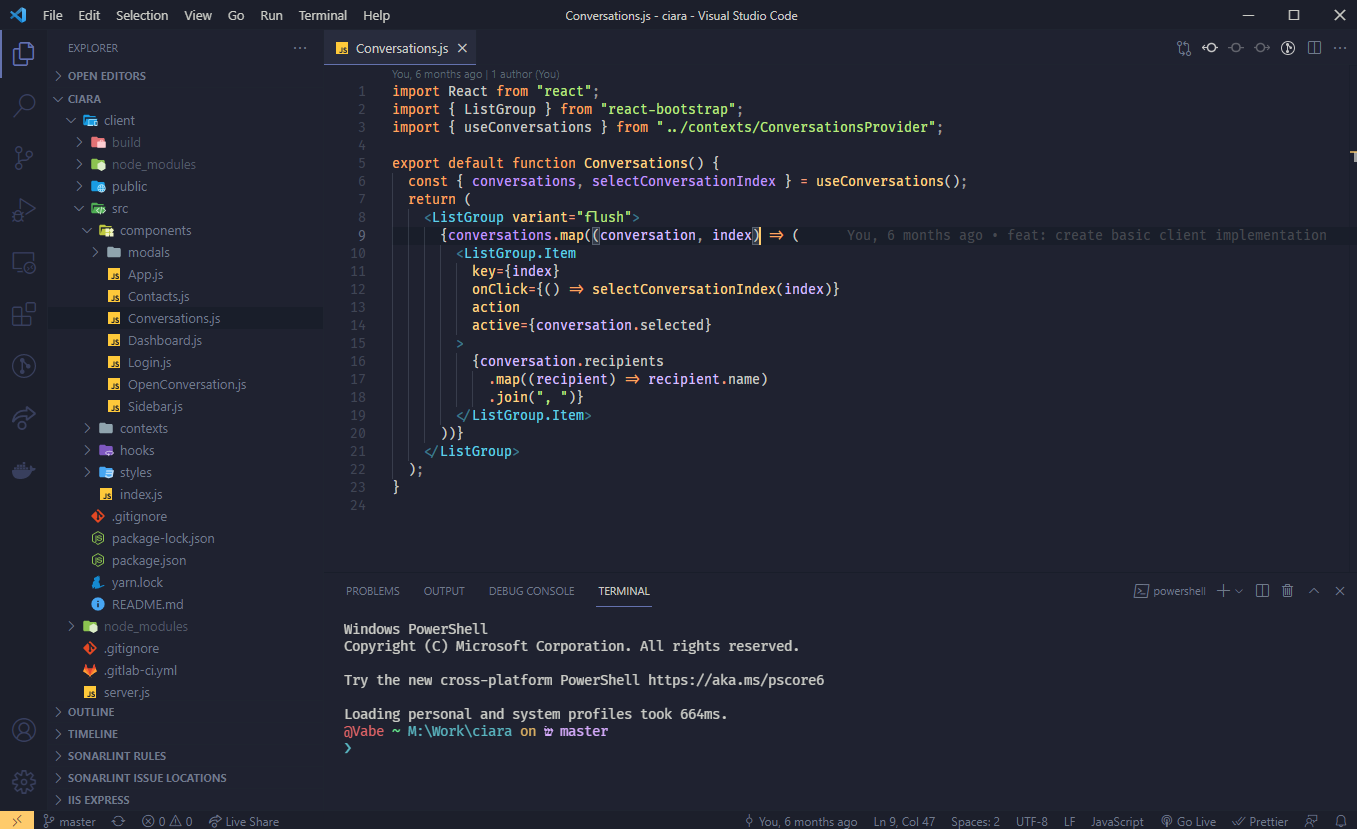 File Edit Selection View Go Run Terminal Help Conversations.js - ciara - Visual Studio Code
EXPLORER
OPEN EDITORS
CIARA
client
build
node_modules
public
src
components
modals
App.js
Contacts.js
Conversations.js
Dashboard.js
Login.js
OpenConversation.js
Sidebar.js
contexts
hooks
styles
index.js
.gitignore
package-lock.json
package.json
yarn.lock
README.md
node_modules
.gitignore
.gitlab-ci.yml
server.js
OUTLINE
TIMELINE
SONARLINT RULES
SONARLINT ISSUE LOCATIONS
IIS EXPRESS
Conversations.js
You, 6 months ago | 1 author (You)
1 import React from "react";
2 import { ListGroup } from "react-bootstrap";
3 import { useConversations } from "../contexts/ConversationsProvider";
4
5 export default function Conversations() {
6 const { conversations, selectConversationIndex } = useConversations();
7 return (
8 <ListGroup variant="flush">
9 {conversations.map((conversation, index) => ( You, 6 months ago • feat: create basic client implementation
10 <ListGroup.Item
11 key={index}
12 onClick={() => selectConversationIndex(index)}
13 action
14 active={conversation.selected}
15 >
16 {conversation.recipients
17 .map((recipient) => recipient.name)
18 .join(", ")}
19 </ListGroup.Item>
20 ))}
21 </ListGroup>
22 );
23 }
24
PROBLEMS OUTPUT DEBUG CONSOLE TERMINAL powershell
Windows PowerShell
Copyright (C) Microsoft Corporation. All rights reserved.
Try the new cross-platform PowerShell https://aka.ms/pscore6
Loading personal and system profiles took 664ms.
@Vabe ~ M:\Work\ciara on master
❯
master 0 0 Live Share You, 6 months ago Ln 9, Col 47 Spaces: 2 UTF-8 LF JavaScript Go Live Prettier